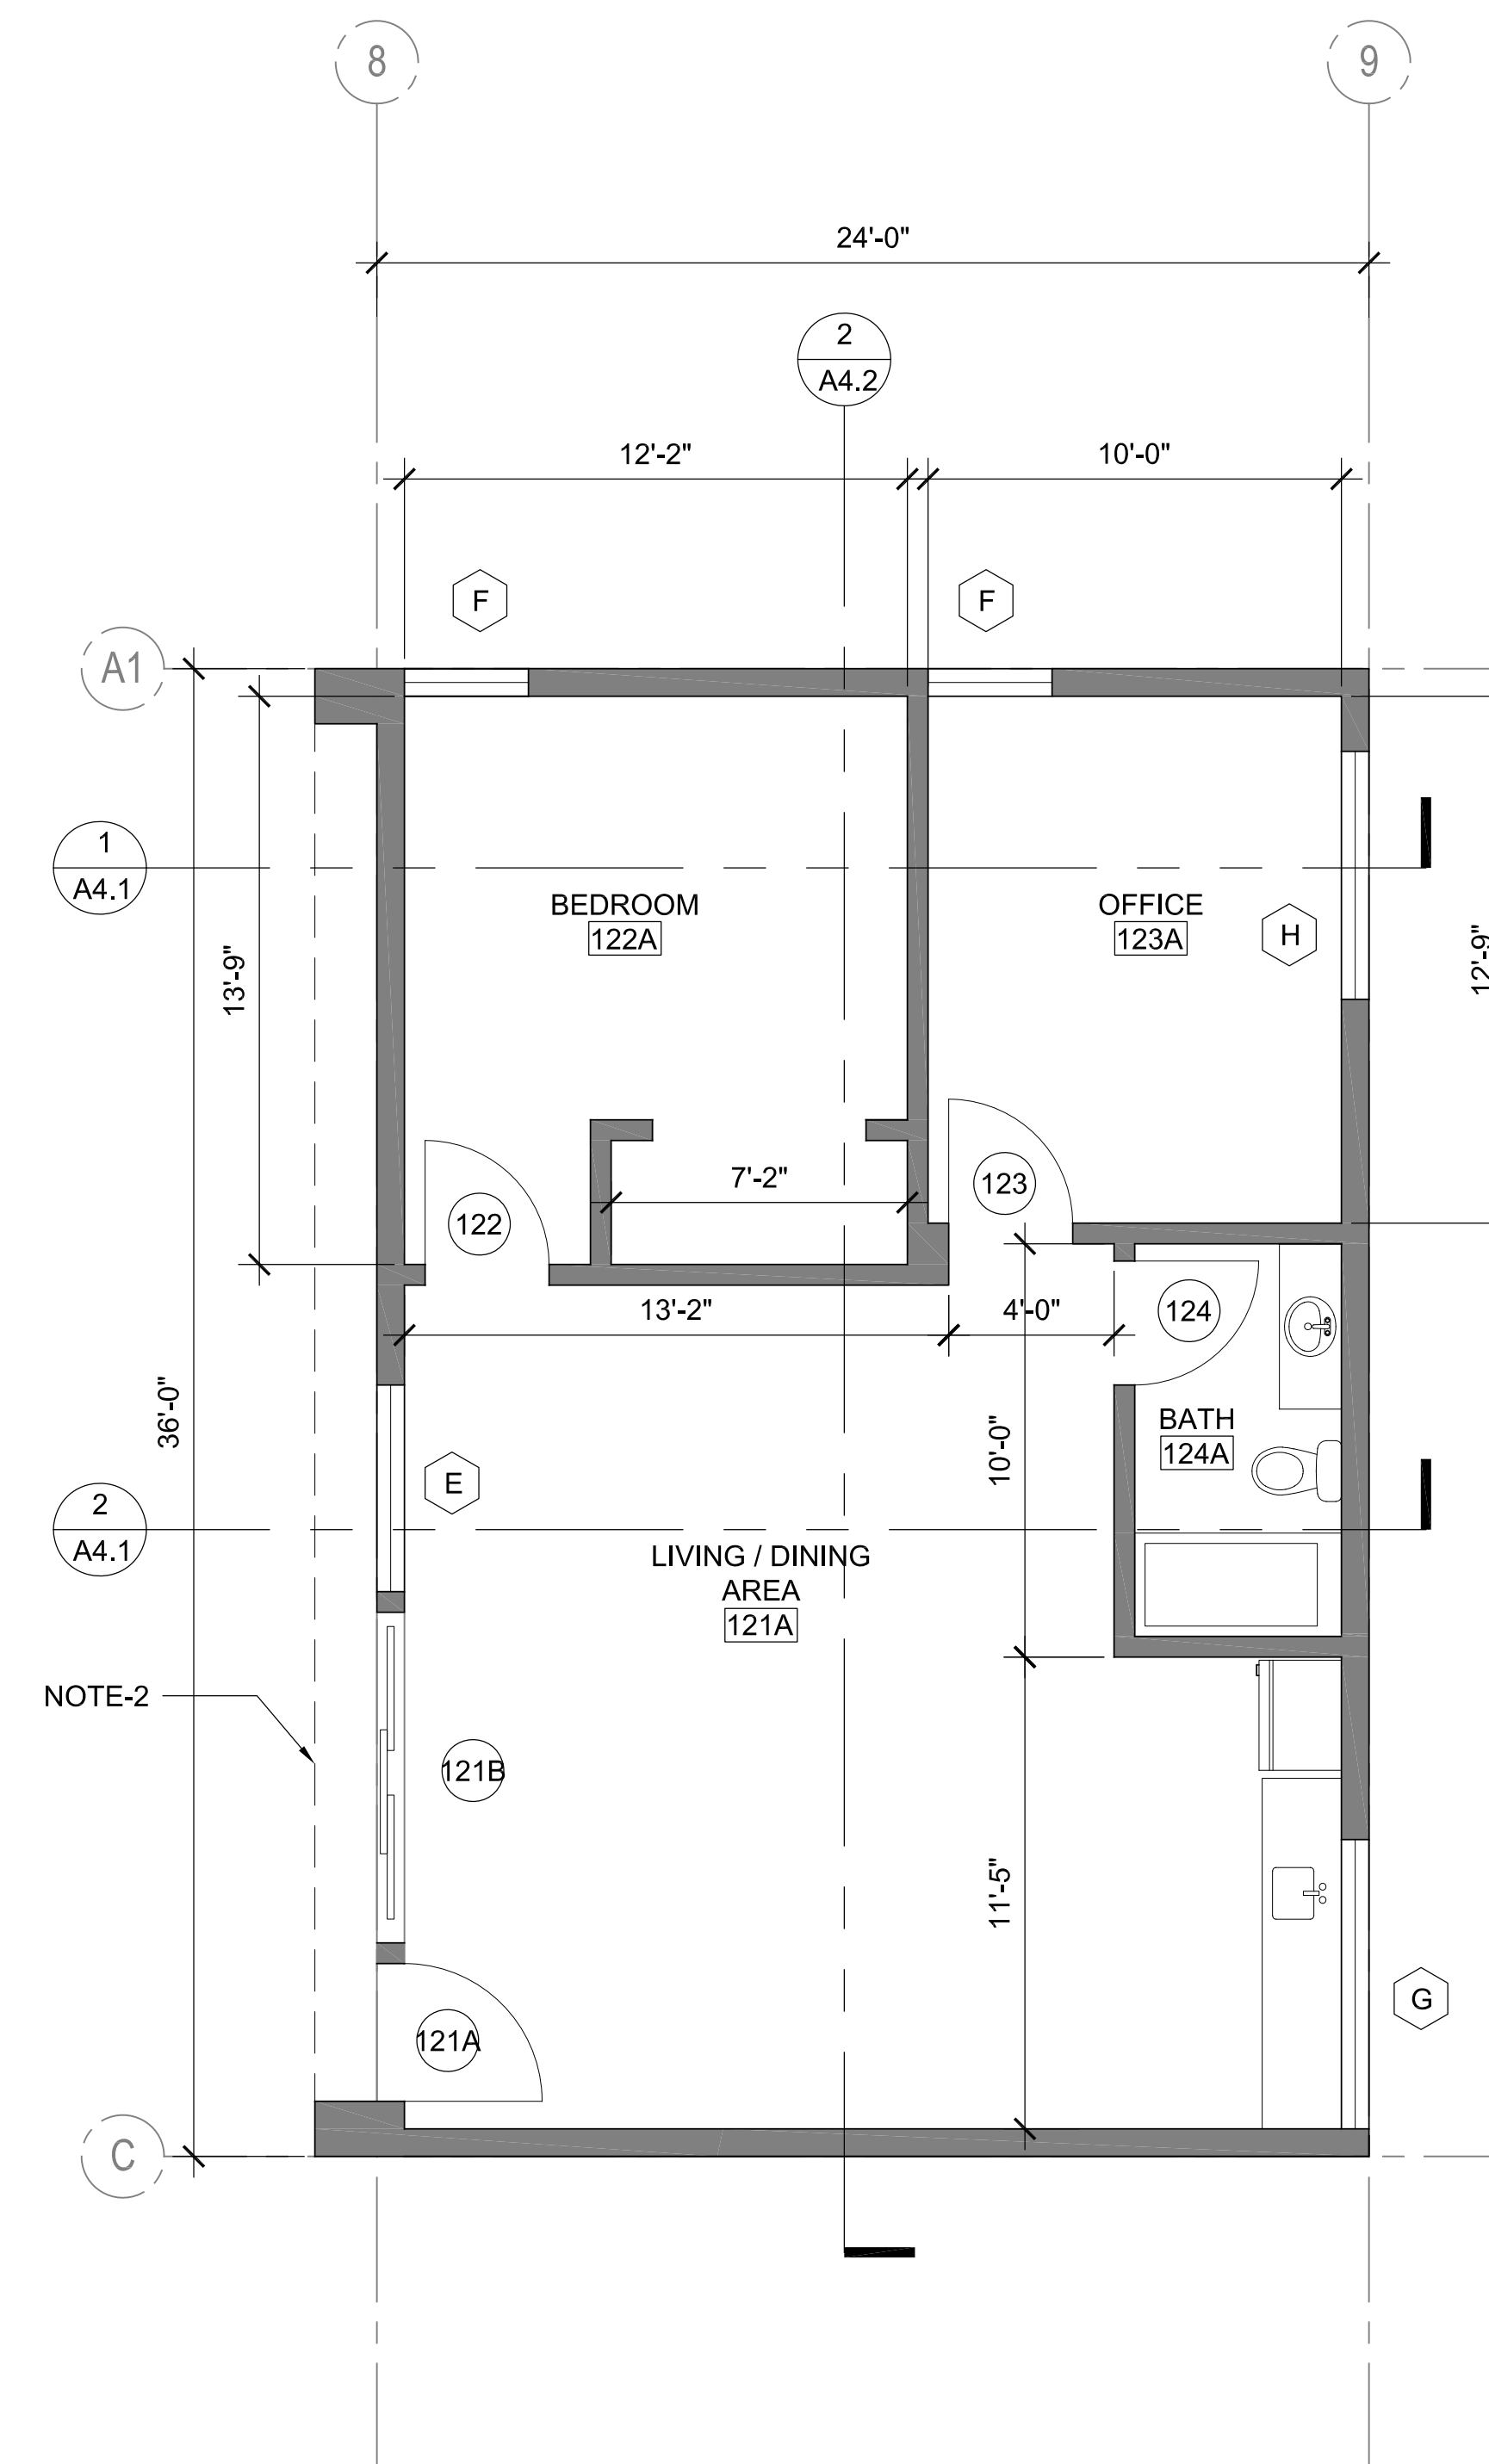 8
9
24'-0"
2
A4.2
12'-2"
10'-0"
F
F
A1
1
A4.1
BEDROOM
122A
OFFICE
123A
H
13'-9"
12'-9"
7'-2"
123
122
13'-2"
4'-0"
124
36'-0"
10'-0"
BATH
124A
E
2
A4.1
LIVING / DINING
AREA
121A
NOTE-2
121B
11'-5"
G
121A
C